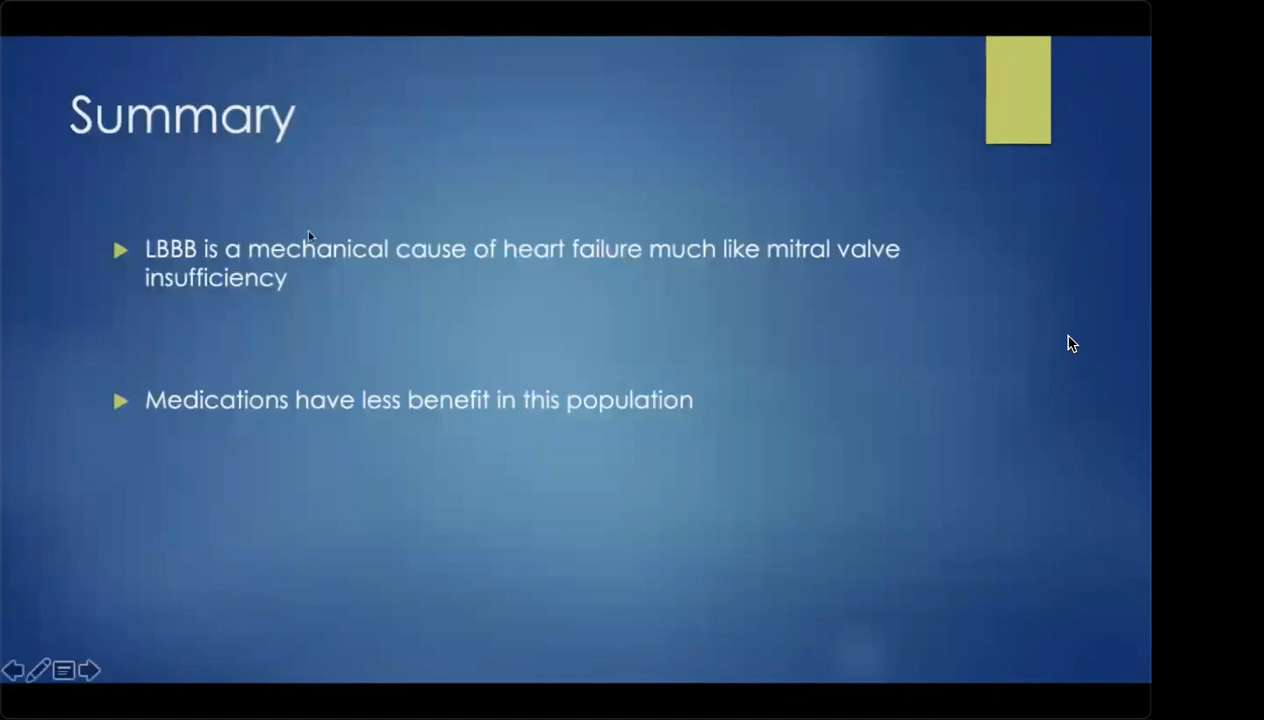 Summary
LBBB is a mechanical cause of heart failure much like mitral valve
insufficiency
Medications have less benefit in this population